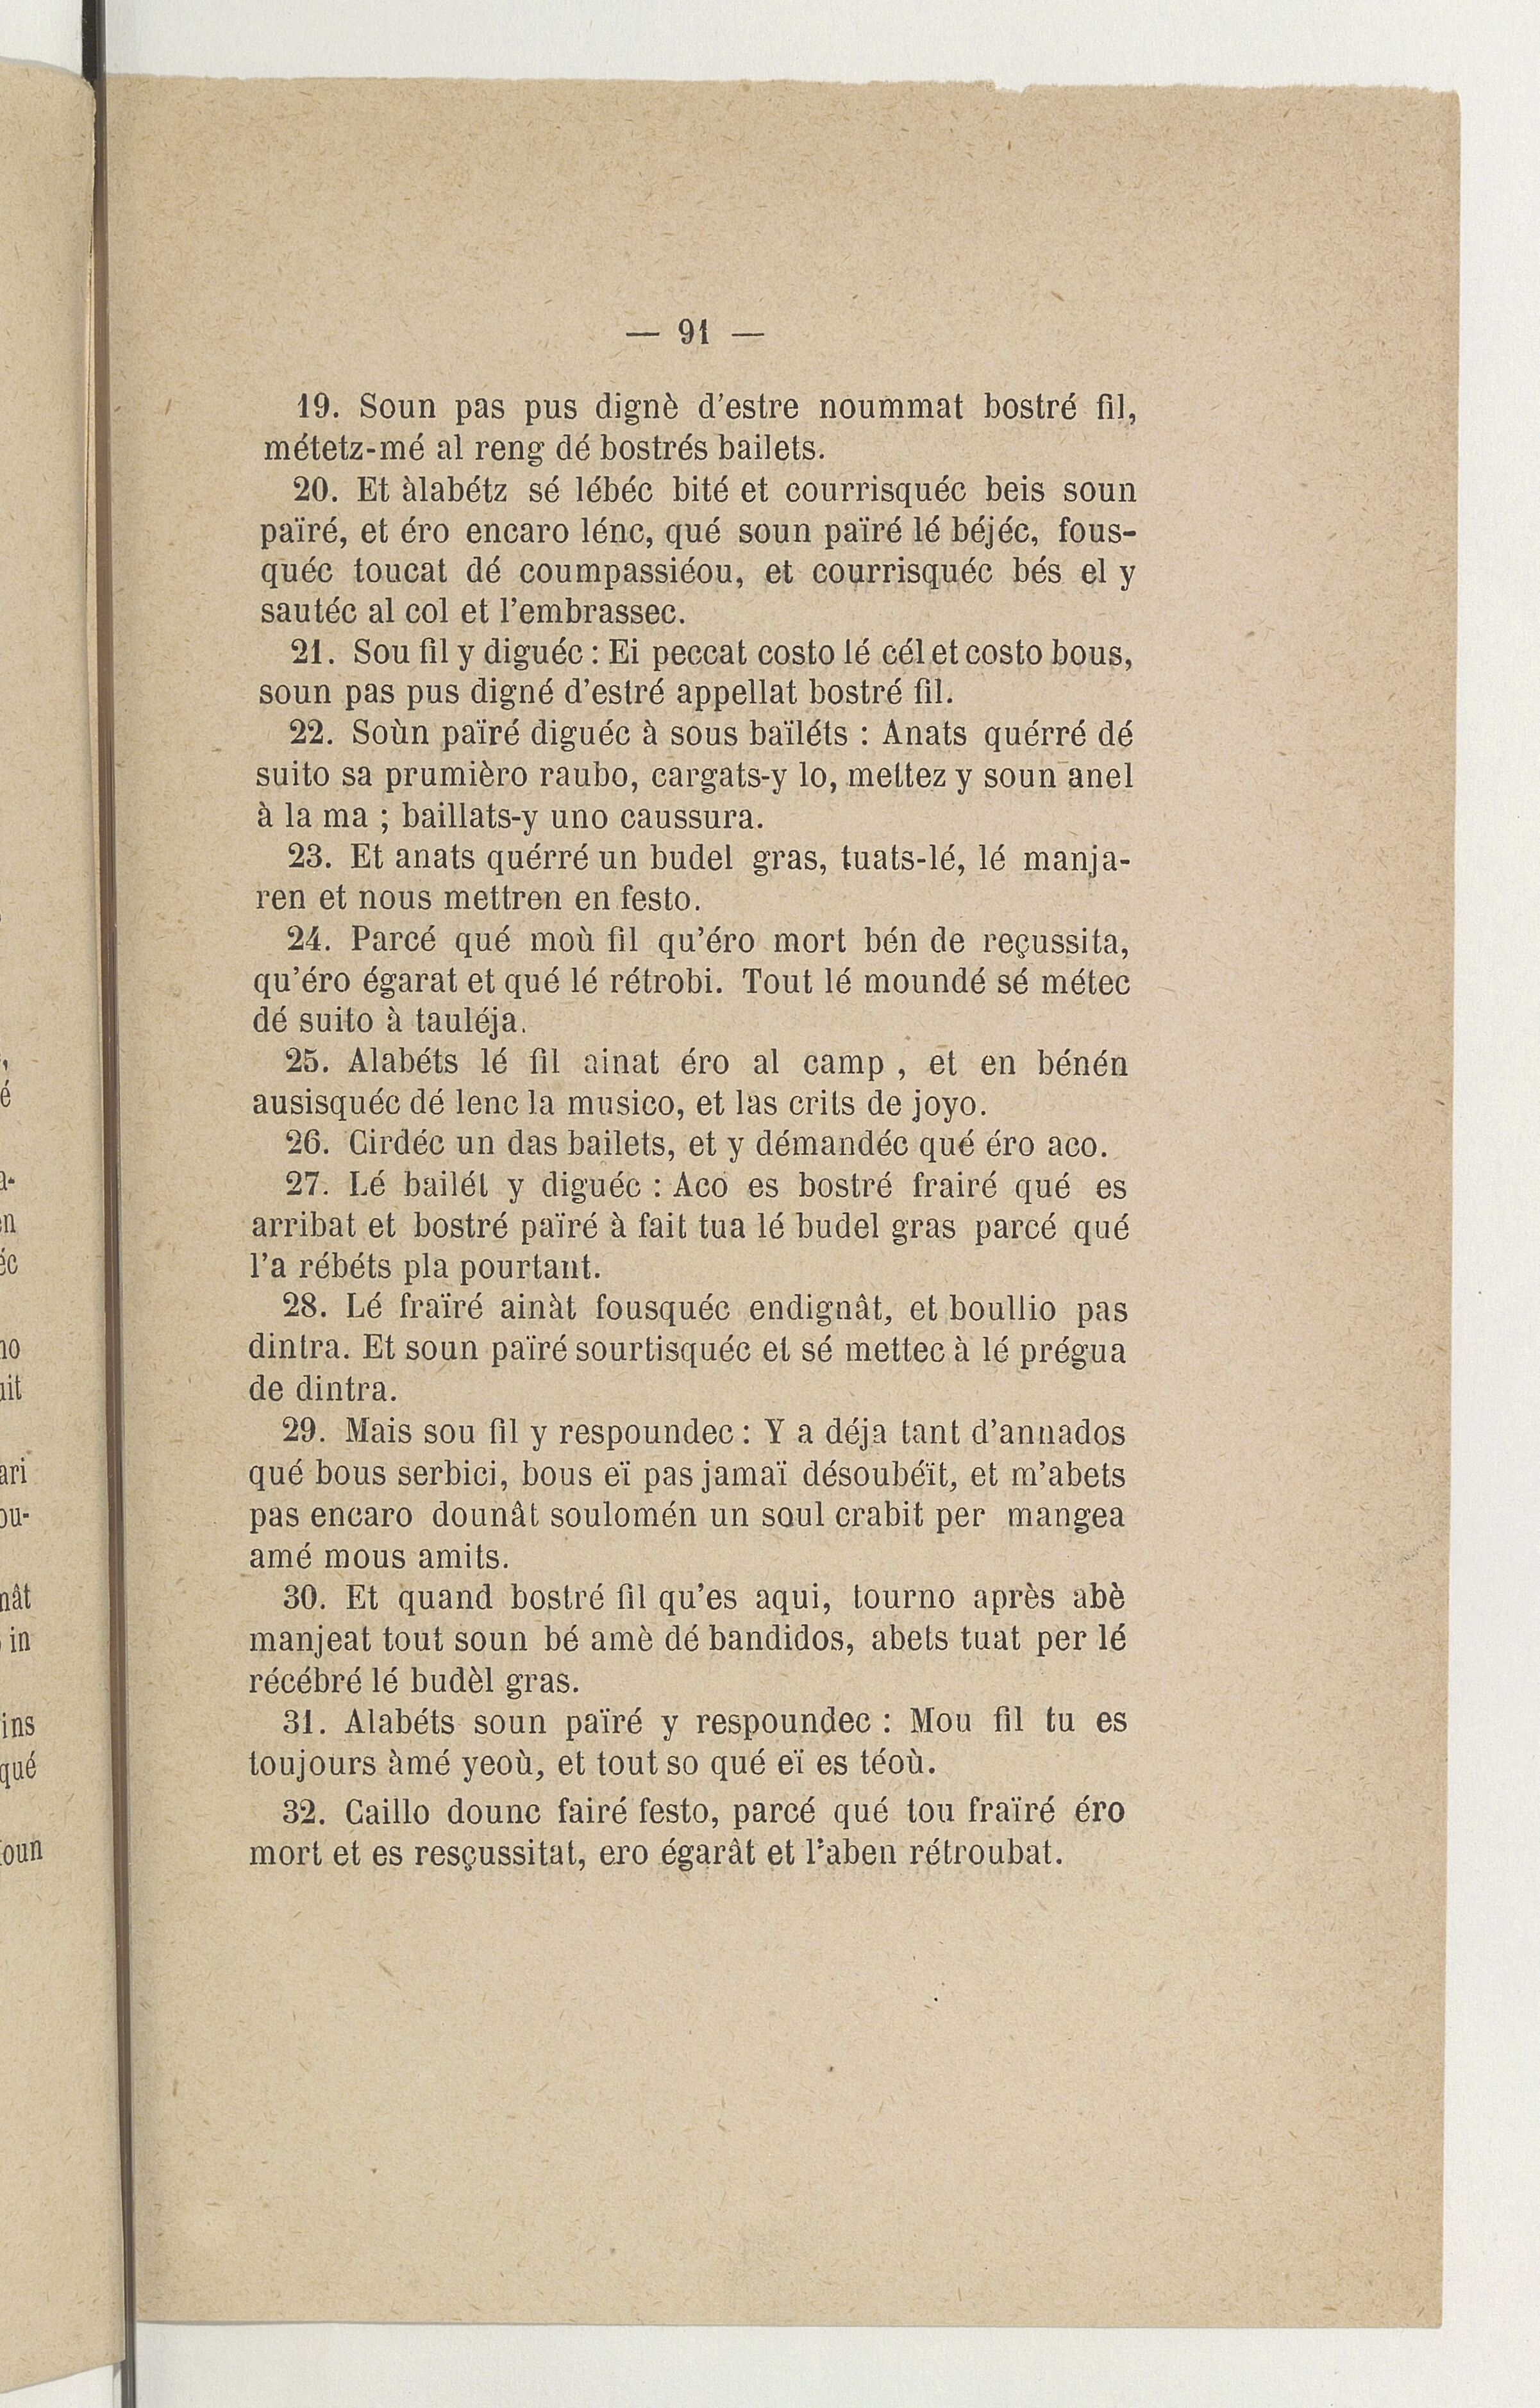 — 91 —
19. Soun pas pus dignè d'estre noummat bostré fil,
métetz-mé al reng dé bostrés bailets.
20. Et àlabétz sé lébéc bité et courrisquéc beis soun
païré, et éro encaro lénc, qué soun païré lé béjéc, fous-
quéc toucat dé coumpassiéou, et courrisquéc bés el y
sautéc al col et l'embrassec.
21. Sou fil y diguéc : Ei peccat costo lé cél et costo bous,
soun pas pus digné d'estré appellat bostré fil.
22. Soùn païré diguéc à sous baïléts : Anats quérré dé
suito sa prumièro raubo, cargats-y lo, mettez y soun anel
à la ma ; baillats-y uno caussura.
23. Et anats quérré un budel gras, tuats-lé, lé manja-
ren et nous mettren en festo.
24. Parcé qué moù fil qu'éro mort bén de reçussita,
qu'éro égarat et qué lé rétrobi. Tout lé moundé sé métec
dé suito à tauléja.
25. Alabéts lé fil ainat éro al camp , et en bénén
ausisquéc dé lenc la musico, et las crits de joyo.
26. Cirdéc un das bailets, et y démandéc qué éro aco.
27. Lé bailét y diguéc : Aco es bostré frairé qué es
arribat et bostré païré à fait tua lé budel gras parcé qué
l'a rébéts pla pourtant.
28. Lé fraïré ainàt fousquéc endignât, et boullio pas
dintra. Et soun païré sourtisquéc et sé mettec à lé prégua
de dintra.
29. Mais sou fil y respoundec : Y a déja tant d'annados
qué bous serbici, bous eï pas jamaï désoubéït, et m'abets
pas encaro dounât soulomén un soul crabit per mangea
amé mous amits.
30. Et quand bostré fil qu'es aqui, tourno après abè
manjeat tout soun bé amè dé bandidos, abets tuat per lé
récébré lé budèl gras.
31. Alabéts soun païré y respoundec : Mou fil tu es
toujours àmé yeoù, et tout so qué eï es téoù.
32. Caillo dounc fairé festo, parcé qué tou fraïré éro
mort et es resçussitat, ero égarât et l'aben rétroubat.